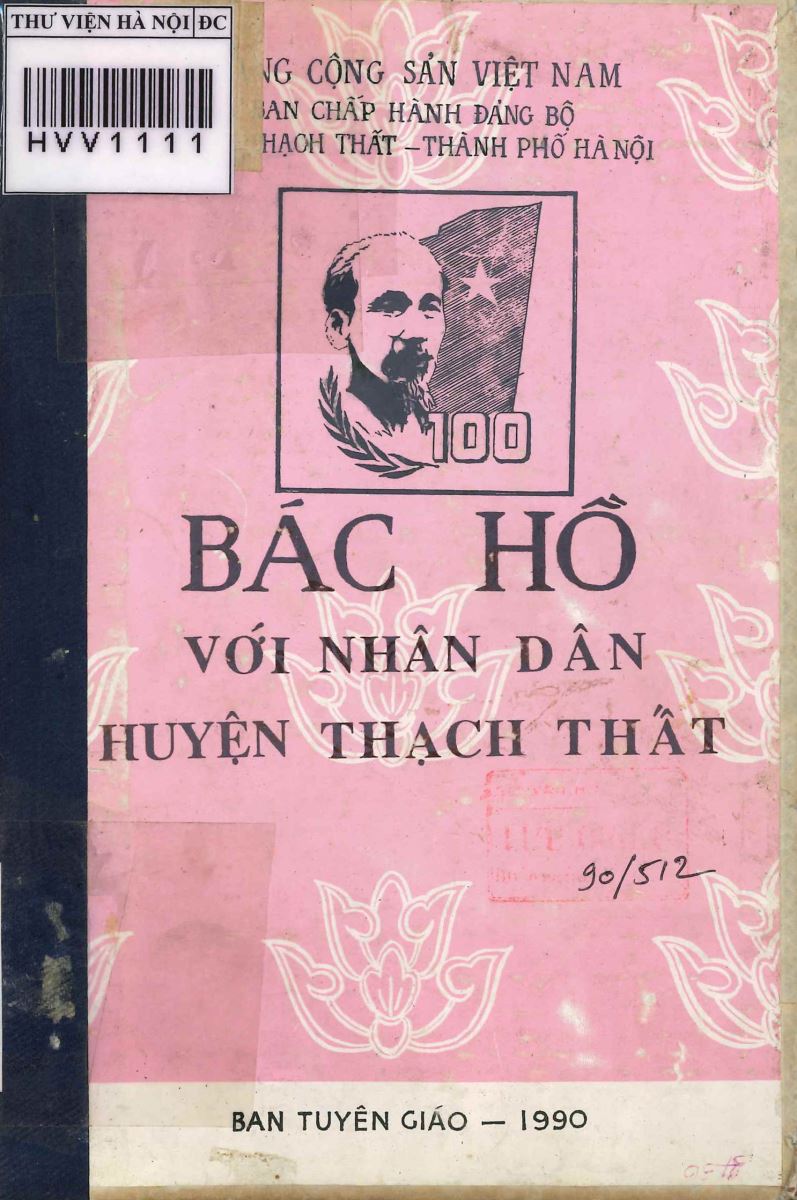 THƯ VIỆN HÀ NỘI ĐC
HVV1111
NG CỘNG SẢN VIỆT NAM
BAN CHẤP HÀNH ĐẢNG BỘ
HẠCH THẤT – THÀNH PHỐ HÀ NỘI
100
BÁC HỒ
VỚI NHÂN DÂN
HUYỆN THẠCH THẤT
90/512
BAN TUYÊN GIÁO – 1990